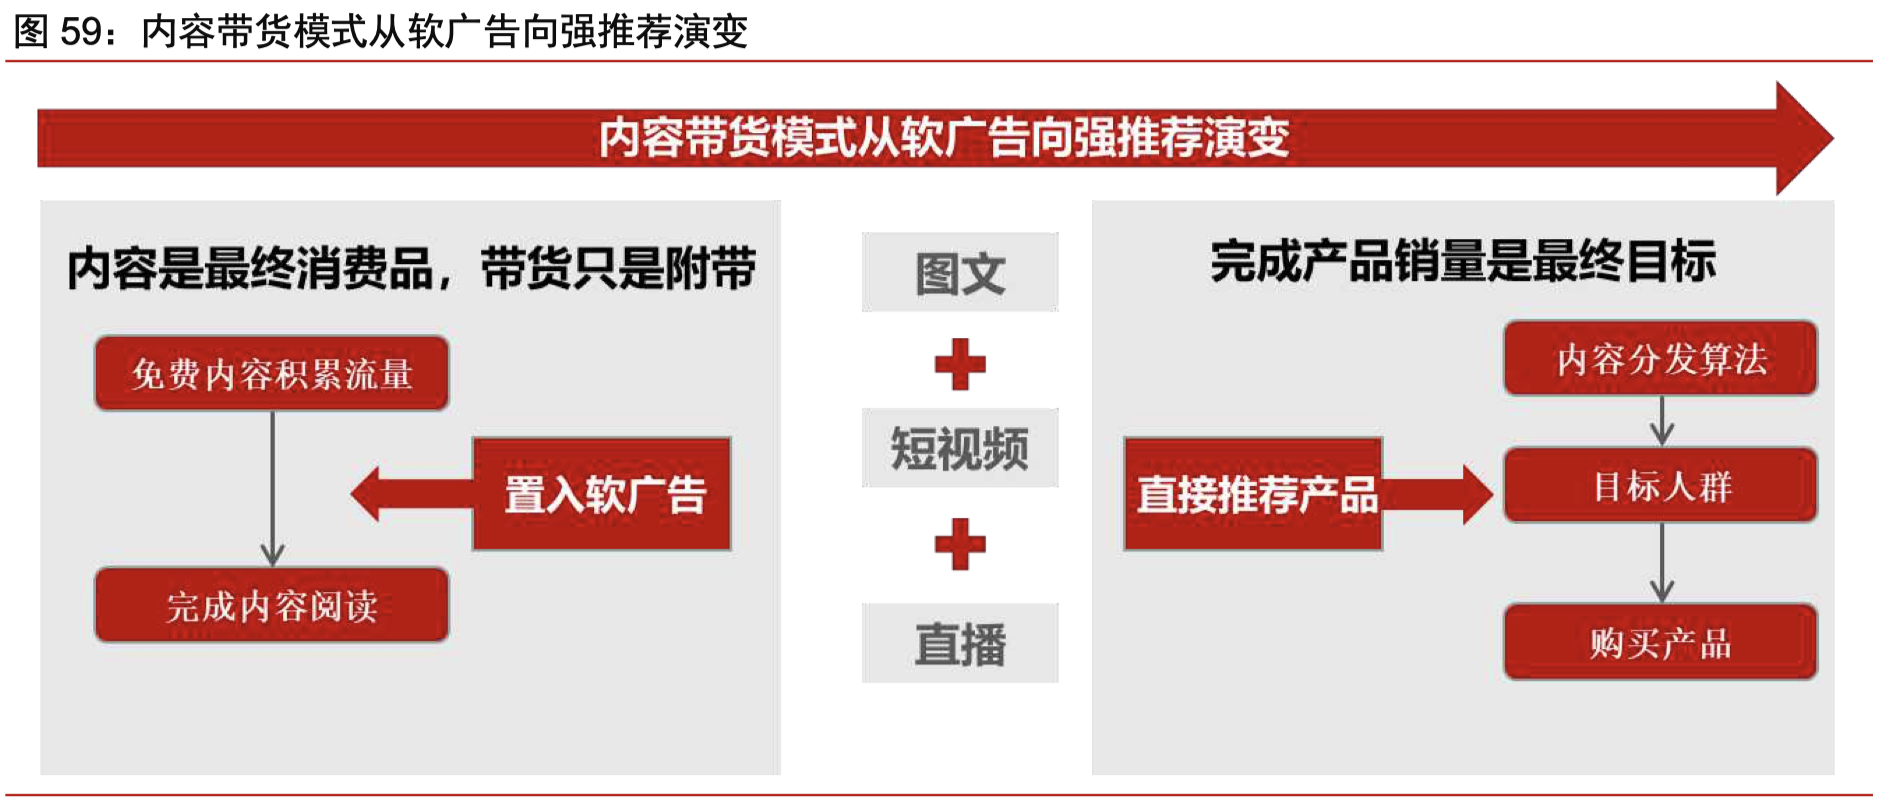 图 59：内容带货模式从软广告向强推荐演变
内容带货模式从软广告向强推荐演变
内容是最终消费品，带货只是附带
免费内容积累流量
置入软广告
完成内容阅读
图文
短视频
直播
完成产品销量是最终目标
内容分发算法
直接推荐产品
目标人群
购买产品